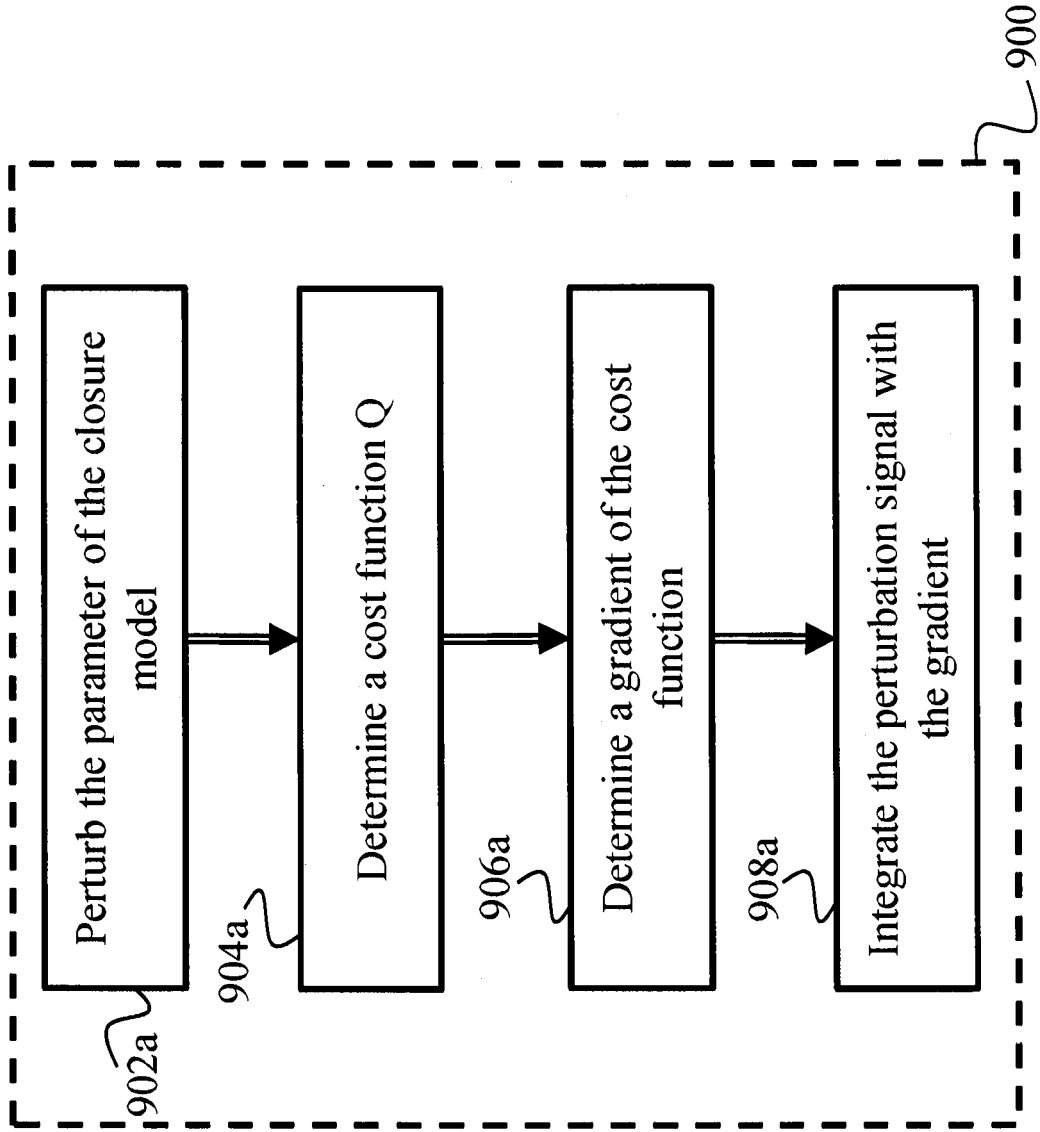 902a
Perturb the parameter of the closure
model
904a
Determine a cost function Q
906a
Determine a gradient of the cost
function
908a
Integrate the perturbation signal with
the gradient
900